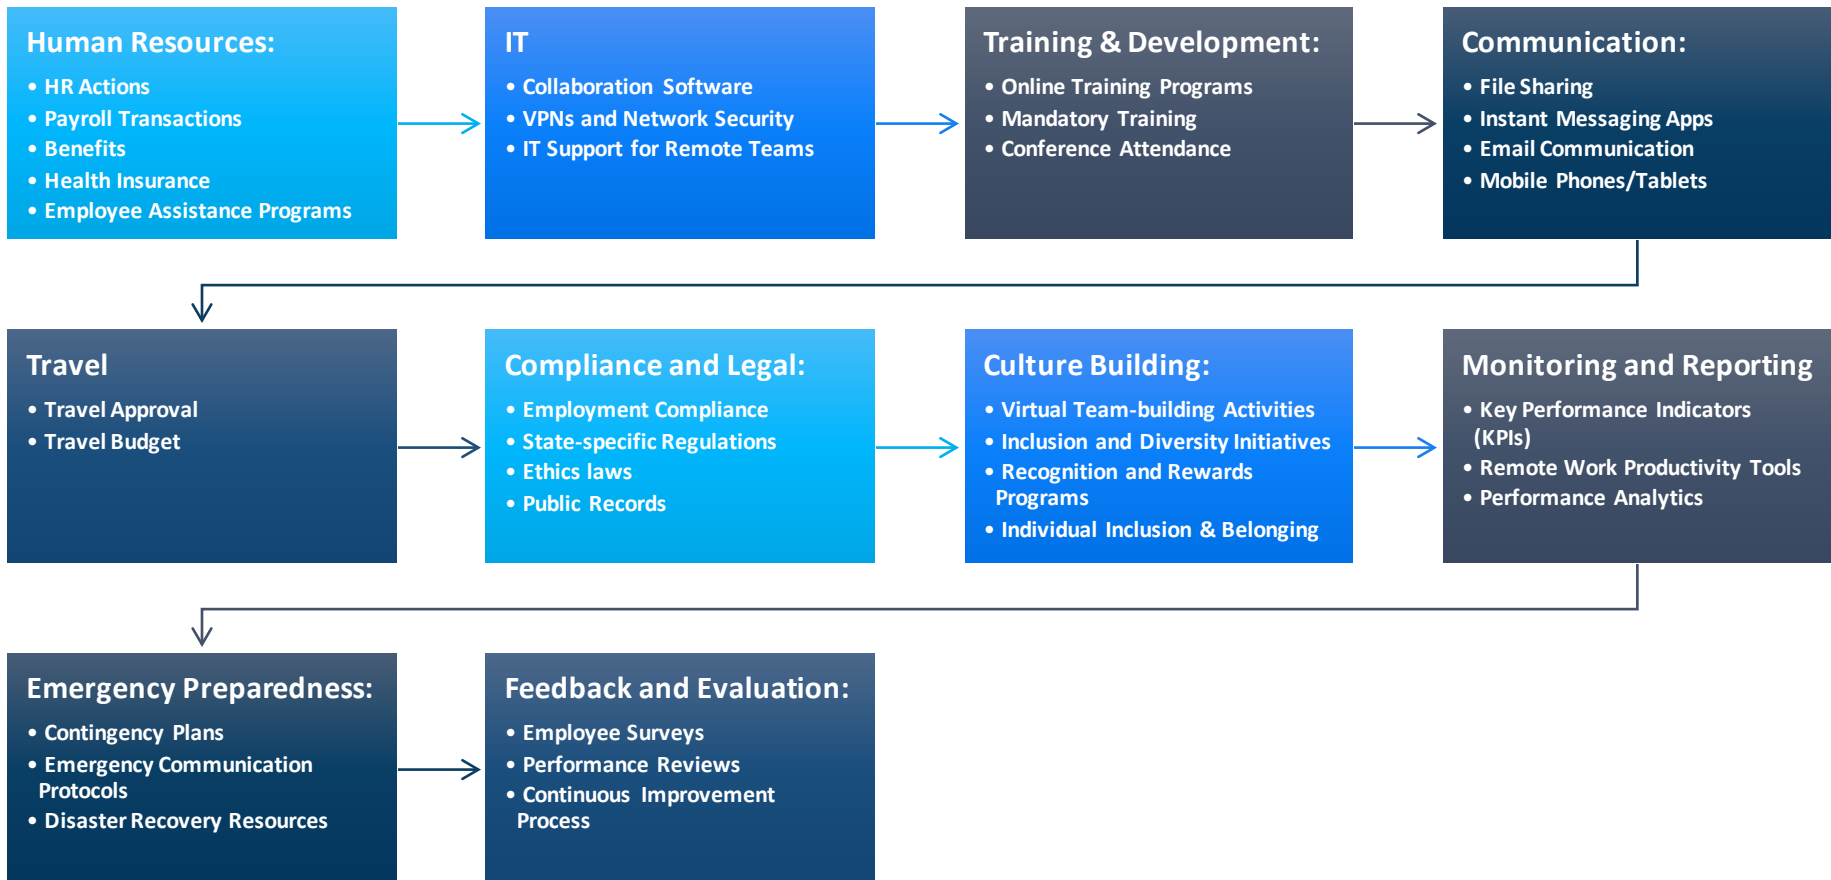 Human Resources:
• HR Actions
• Payroll Transactions
• Benefits
• Health Insurance
• Employee Assistance Programs
IT
• Collaboration Software
• VPNs and Network Security
• IT Support for Remote Teams
Training & Development:
• Online Training Programs
• Mandatory Training
• Conference Attendance
Communication:
• File Sharing
• Instant Messaging Apps
• Email Communication
• Mobile Phones/Tablets
Travel
• Travel Approval
• Travel Budget
Compliance and Legal:
• Employment Compliance
• State-specific Regulations
• Ethics laws
• Public Records
Culture Building:
• Virtual Team-building Activities
• Inclusion and Diversity Initiatives
• Recognition and Rewards
Programs
• Individual Inclusion & Belonging
Monitoring and Reporting
• Key Performance Indicators
(KPIs)
• Remote Work Productivity Tools
• Performance Analytics
Emergency Preparedness:
• Contingency Plans
• Emergency Communication
Protocols
• Disaster Recovery Resources
Feedback and Evaluation:
• Employee Surveys
• Performance Reviews
• Continuous Improvement
Process